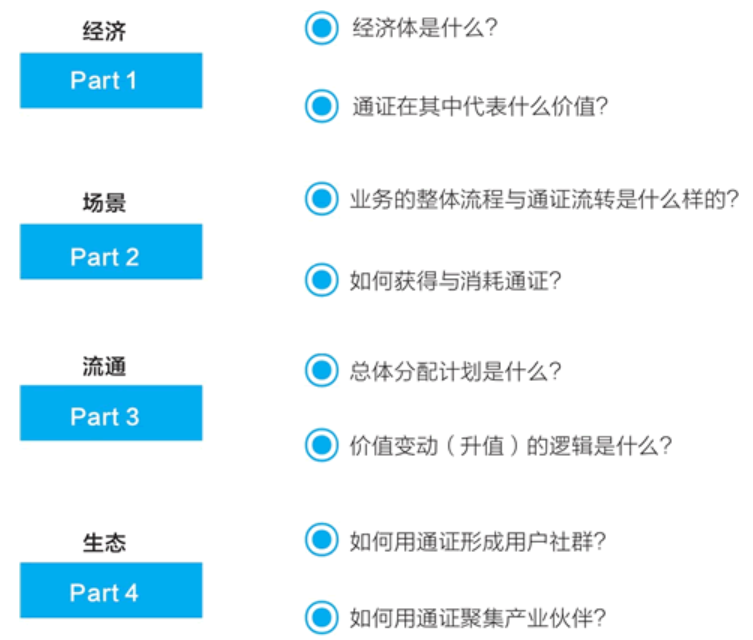 经济
Part 1
经济体是什么？
通证在其中代表什么价值？
场景
Part 2
业务的整体流程与通证流转是什么样的？
如何获得与消耗通证？
流通
Part 3
总体分配计划是什么？
价值变动（升值）的逻辑是什么？
生态
Part 4
如何用通证形成用户社群？
如何用通证聚集产业伙伴？